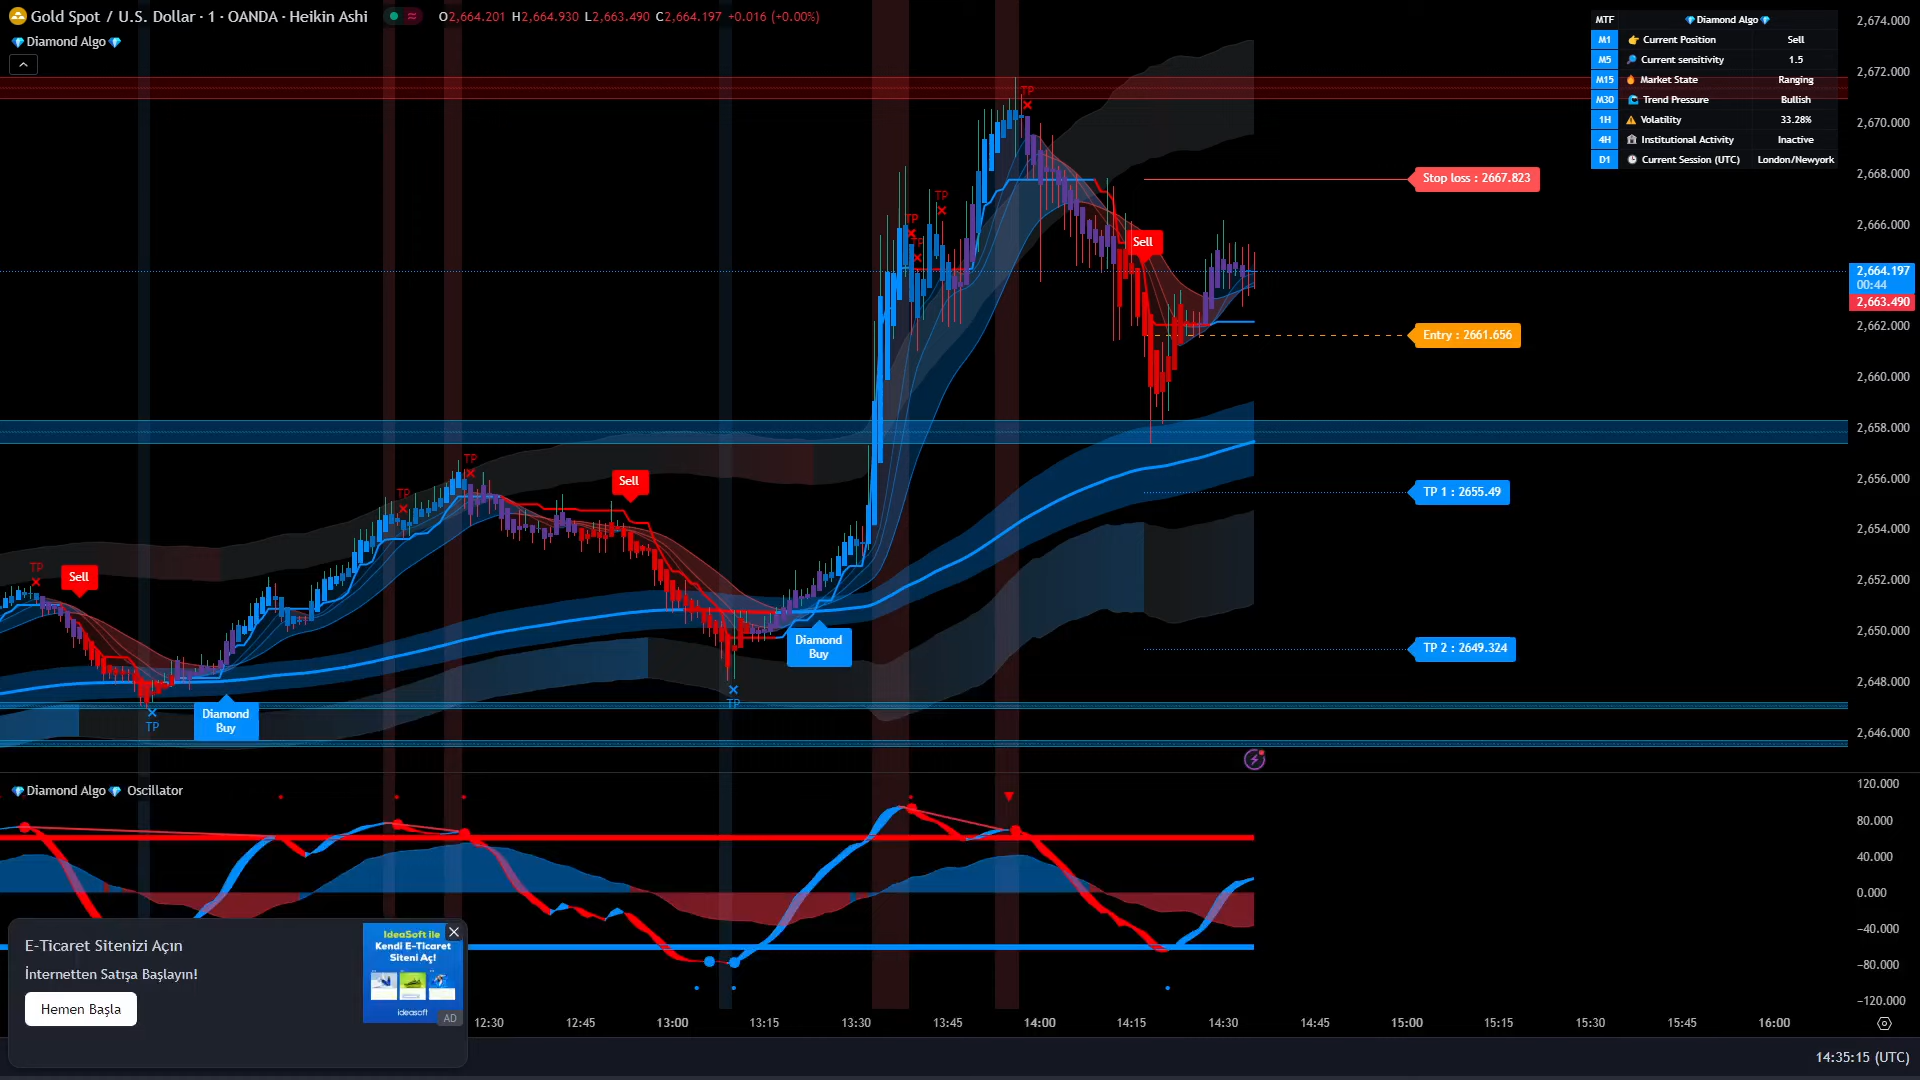 Gold Spot / U.S. Dollar · 1 · OANDA · Heikin Ashi
O2,664.201 H2,664.930 L2,663.490 C2,664.197 +0.016 (+0.00%)
Diamond Algo
MTF Diamond Algo
M1 Current Position Sell
M5 Current sensitivity 1.5
M15 Market State Ranging
M30 Trend Pressure Bullish
1H Volatility 33.28%
4H Institutional Activity Inactive
D1 Current Session (UTC) London/Newyork
2,674.000
2,672.000
2,670.000
2,668.000
2,666.000
2,664.197
00:44
2,663.490
2,662.000
2,660.000
2,658.000
2,656.000
2,654.000
2,652.000
2,650.000
2,648.000
2,646.000
TP
TP
TP
TP
TP
Stop loss : 2667.823
Sell
Entry : 2661.656
TP
TP
Sell
TP 1 : 2655.49
TP
Sell
Diamond
Buy
TP 2 : 2649.324
TP
Diamond
Buy
TP
Diamond Algo Oscillator
120.000
80.000
40.000
0.000
−40.000
−80.000
−120.000
E-Ticaret Sitenizi Açın
İnternetten Satışa Başlayın!
Hemen Başla
IdeaSoft ile
Kendi E-Ticaret
Siteni Aç!
ideasoft
AD
12:30 12:45 13:00 13:15 13:30 13:45 14:00 14:15 14:30 14:45 15:00 15:15 15:30 15:45 16:00
14:35:15 (UTC)